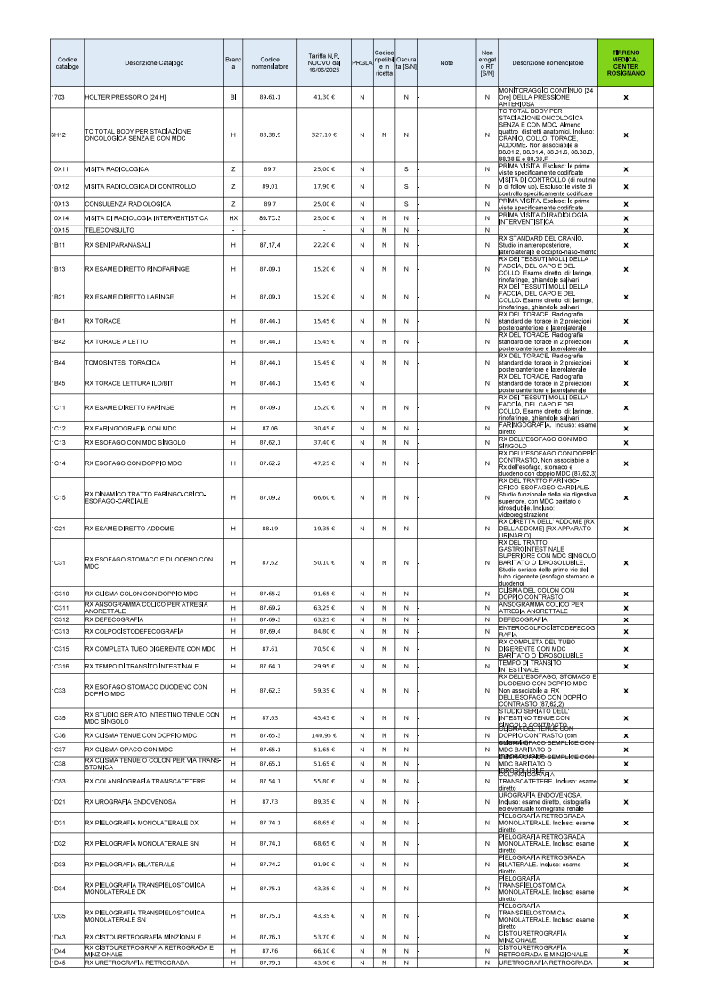 Codice catalogo | Descrizione Catalogo | Branca | Codice nomenclatore | Tariffa N.R. NUOVO dal 16/06/2025 | PRGLA | Codice ripetibile in ricetta | Oscurata [S/N] | Note | Non erogato RT [S/N] | Descrizione nomenclatore | TIRRENO MEDICAL CENTER ROSIGNANO
1703 | HOLTER PRESSORIO [24 H] | BI | 89.61.1 | 41,30 € | N | | N | - | N | MONITORAGGIO CONTINUO [24 Ore] DELLA PRESSIONE ARTERIOSA | x
3H12 | TC TOTAL BODY PER STADIAZIONE ONCOLOGICA SENZA E CON MDC | H | 88.38.9 | 327,10 € | N | N | N | | N | TC TOTAL BODY PER STADIAZIONE ONCOLOGICA SENZA E CON MDC. Almeno quattro distretti anatomici. Incluso: CRANIO, COLLO, TORACE, ADDOME. Non associabile a 88.01.2, 88.01.4, 88.01.6, 88.38.D, 88.38.E e 88.38.F | x
10X11 | VISITA RADIOLOGICA | Z | 89.7 | 25,00 € | N | | S | - | N | PRIMA VISITA. Escluso: le prime visite specificamente codificate | x
10X12 | VISITA RADIOLOGICA DI CONTROLLO | Z | 89.01 | 17,90 € | N | | S | - | N | VISITA DI CONTROLLO (di routine o di follow up). Escluso: le visite di controllo specificamente codificate | x
10X13 | CONSULENZA RADIOLOGICA | Z | 89.7 | 25,00 € | N | | S | - | N | PRIMA VISITA. Escluso: le prime visite specificamente codificate | x
10X14 | VISITA DI RADIOLOGIA INTERVENTISTICA | HX | 89.7C.3 | 25,00 € | N | N | N | - | N | PRIMA VISITA DI RADIOLOGIA INTERVENTISTICA | x
10X15 | TELECONSULTO | - | - | - | N | N | N | - | N | | x
1B11 | RX SENI PARANASALI | H | 87.17.4 | 22,20 € | N | N | N | - | N | RX STANDARD DEL CRANIO. Studio in anteroposteriore, laterolaterale e occipito-naso-mento | x
1B13 | RX ESAME DIRETTO RINOFARINGE | H | 87.09.1 | 15,20 € | N | N | N | - | N | RX DEI TESSUTI MOLLI DELLA FACCIA, DEL CAPO E DEL COLLO. Esame diretto di: laringe, rinofaringe, ghiandole salivari | x
1B21 | RX ESAME DIRETTO LARINGE | H | 87.09.1 | 15,20 € | N | N | N | - | N | RX DEI TESSUTI MOLLI DELLA FACCIA, DEL CAPO E DEL COLLO. Esame diretto di: laringe, rinofaringe, ghiandole salivari | x
1B41 | RX TORACE | H | 87.44.1 | 15,45 € | N | N | N | - | N | RX DEL TORACE. Radiografia standard del torace in 2 proiezioni posteroanteriore e laterolaterale | x
1B42 | RX TORACE A LETTO | H | 87.44.1 | 15,45 € | N | N | N | - | N | RX DEL TORACE. Radiografia standard del torace in 2 proiezioni posteroanteriore e laterolaterale | x
1B44 | TOMOSINTESI TORACICA | H | 87.44.1 | 15,45 € | N | N | N | - | N | RX DEL TORACE. Radiografia standard del torace in 2 proiezioni posteroanteriore e laterolaterale | x
1B45 | RX TORACE LETTURA ILO/BIT | H | 87.44.1 | 15,45 € | N | | N | - | N | RX DEL TORACE. Radiografia standard del torace in 2 proiezioni posteroanteriore e laterolaterale | x
1C11 | RX ESAME DIRETTO FARINGE | H | 87.09.1 | 15,20 € | N | N | N | - | N | RX DEI TESSUTI MOLLI DELLA FACCIA, DEL CAPO E DEL COLLO. Esame diretto di: laringe, rinofaringe, ghiandole salivari | x
1C12 | RX FARINGOGRAFIA CON MDC | H | 87.06 | 30,45 € | N | N | N | - | N | FARINGOGRAFIA. Incluso: esame diretto | x
1C13 | RX ESOFAGO CON MDC SINGOLO | H | 87.62.1 | 37,40 € | N | N | N | - | N | RX DELL'ESOFAGO CON MDC SINGOLO | x
1C14 | RX ESOFAGO CON DOPPIO MDC | H | 87.62.2 | 47,25 € | N | N | N | - | N | RX DELL'ESOFAGO CON DOPPIO CONTRASTO. Non associabile a Rx dell'esofago, stomaco e duodeno con doppio MDC (87.62.3) | x
1C15 | RX DINAMICO TRATTO FARINGO-CRICO-ESOFAGO-CARDIALE | H | 87.09.2 | 66,60 € | N | N | N | - | N | RX DEL TRATTO FARINGO-CRICO-ESOFAGEO-CARDIALE. Studio funzionale della via digestiva superiore, con MDC baritato o idrosolubile. Incluso: videoregistrazione | x
1C21 | RX ESAME DIRETTO ADDOME | H | 88.19 | 19,35 € | N | N | N | - | N | RX DIRETTA DELL' ADDOME [RX DELL'ADDOME] [RX APPARATO URINARIO] | x
1C31 | RX ESOFAGO STOMACO E DUODENO CON MDC | H | 87.62 | 50,10 € | N | N | N | - | N | RX DEL TRATTO GASTROINTESTINALE SUPERIORE CON MDC SINGOLO BARITATO O IDROSOLUBILE. Studio seriato delle prime vie del tubo digerente (esofago stomaco e duodeno) | x
1C310 | RX CLISMA COLON CON DOPPIO MDC | H | 87.65.2 | 91,65 € | N | N | N | - | N | CLISMA DEL COLON CON DOPPIO CONTRASTO | x
1C311 | RX ANSOGRAMMA COLICO PER ATRESIA ANORETTALE | H | 87.69.2 | 63,25 € | N | N | N | - | N | ANSOGRAMMA COLICO PER ATRESIA ANORETTALE | x
1C312 | RX DEFECOGRAFIA | H | 87.69.3 | 63,25 € | N | N | N | - | N | DEFECOGRAFIA | x
1C313 | RX COLPOCISTODEFECOGRAFIA | H | 87.69.4 | 84,80 € | N | N | N | - | N | ENTEROCOLPOCISTODEFECOGRAFIA | x
1C315 | RX COMPLETA TUBO DIGERENTE CON MDC | H | 87.61 | 70,50 € | N | N | N | - | N | RX COMPLETA DEL TUBO DIGERENTE CON MDC BARITATO O IDROSOLUBILE | x
1C316 | RX TEMPO DI TRANSITO INTESTINALE | H | 87.64.1 | 29,95 € | N | N | N | - | N | TEMPO DI TRANSITO INTESTINALE | x
1C33 | RX ESOFAGO STOMACO DUODENO CON DOPPIO MDC | H | 87.62.3 | 59,35 € | N | N | N | - | N | RX DELL'ESOFAGO, STOMACO E DUODENO CON DOPPIO MDC. Non associabile a: RX DELL'ESOFAGO CON DOPPIO CONTRASTO (87.62.2) | x
1C35 | RX STUDIO SERIATO INTESTINO TENUE CON MDC SINGOLO | H | 87.63 | 45,45 € | N | N | N | - | N | STUDIO SERIATO DELL' INTESTINO TENUE CON SINGOLO CONTRASTO | x
1C36 | RX CLISMA TENUE CON DOPPIO MDC | H | 87.65.3 | 140,95 € | N | N | N | - | N | CLISMA DEL TENUE CON DOPPIO CONTRASTO (con | x
1C37 | RX CLISMA OPACO CON MDC | H | 87.65.1 | 51,65 € | N | N | N | - | N | CLISMA OPACO SEMPLICE CON MDC BARITATO O | x
1C38 | RX CLISMA TENUE O COLON PER VIA TRANS-STOMICA | H | 87.65.1 | 51,65 € | N | N | N | - | N | MDC BARITATO O IDROSOLUBILE | x
1C53 | RX COLANGIOGRAFIA TRANSCATETERE | H | 87.54.1 | 55,80 € | N | N | N | - | N | COLANGIOGRAFIA TRANSCATETERE. Incluso: esame diretto | x
1D21 | RX UROGRAFIA ENDOVENOSA | H | 87.73 | 89,35 € | N | N | N | - | N | UROGRAFIA ENDOVENOSA. Incluso: esame diretto, cistografia ed eventuale tomografia renale | x
1D31 | RX PIELOGRAFIA MONOLATERALE DX | H | 87.74.1 | 68,65 € | N | N | N | - | N | PIELOGRAFIA RETROGRADA MONOLATERALE. Incluso: esame diretto | x
1D32 | RX PIELOGRAFIA MONOLATERALE SN | H | 87.74.1 | 68,65 € | N | N | N | - | N | PIELOGRAFIA RETROGRADA MONOLATERALE. Incluso: esame diretto | x
1D33 | RX PIELOGRAFIA BILATERALE | H | 87.74.2 | 91,90 € | N | N | N | - | N | PIELOGRAFIA RETROGRADA BILATERALE. Incluso: esame diretto | x
1D34 | RX PIELOGRAFIA TRANSPIELOSTOMICA MONOLATERALE DX | H | 87.75.1 | 43,35 € | N | N | N | - | N | PIELOGRAFIA TRANSPIELOSTOMICA MONOLATERALE. Incluso: esame diretto | x
1D35 | RX PIELOGRAFIA TRANSPIELOSTOMICA MONOLATERALE SN | H | 87.75.1 | 43,35 € | N | N | N | - | N | PIELOGRAFIA TRANSPIELOSTOMICA MONOLATERALE. Incluso: esame diretto | x
1D43 | RX CISTOURETROGRAFIA MINZIONALE | H | 87.76.1 | 53,70 € | N | N | N | - | N | CISTOURETROGRAFIA MINZIONALE | x
1D44 | RX CISTOURETROGRAFIA RETROGRADA E MINZIONALE | H | 87.76 | 66,10 € | N | N | N | - | N | CISTOURETROGRAFIA RETROGRADA E MINZIONALE | x
1D45 | RX URETROGRAFIA RETROGRADA | H | 87.79.1 | 43,90 € | N | N | N | - | N | URETROGRAFIA RETROGRADA | x